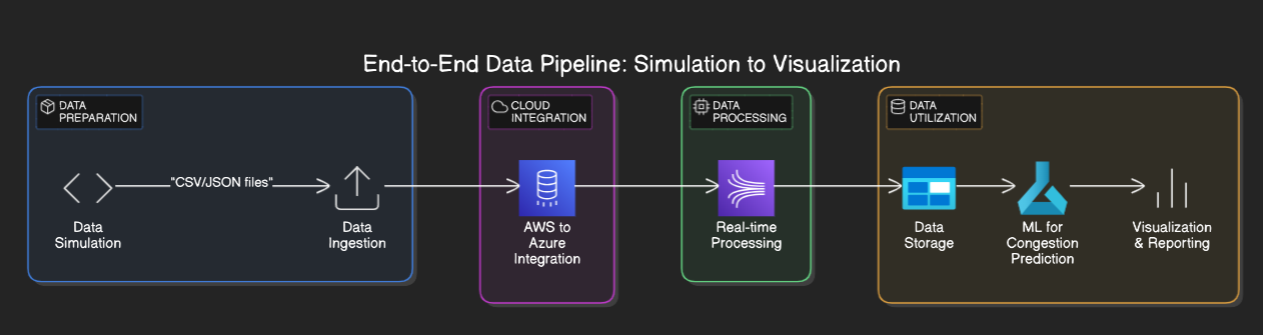 End-to-End Data Pipeline: Simulation to Visualization
DATA
PREPARATION
"CSV/JSON files"
Data
Simulation
Data
Ingestion
CLOUD
INTEGRATION
AWS to
Azure
Integration
DATA
PROCESSING
Real-time
Processing
DATA
UTILIZATION
Data
Storage
ML for
Congestion
Prediction
Visualization
& Reporting